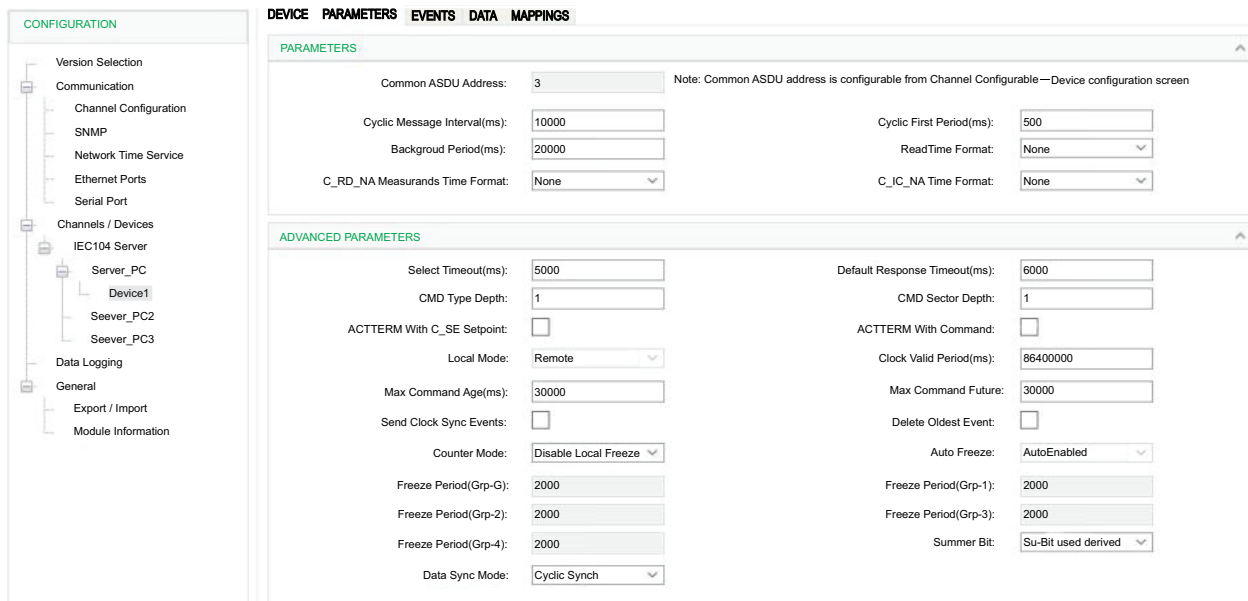 CONFIGURATION
Version Selection
Communication
Channel Configuration
SNMP
Network Time Service
Ethernet Ports
Serial Port
Channels / Devices
IEC104 Server
Server_PC
Device1
Seever_PC2
Seever_PC3
Data Logging
General
Export / Import
Module Information
DEVICE PARAMETERS EVENTS DATA MAPPINGS
PARAMETERS
Common ASDU Address: 3 Note: Common ASDU address is configurable from Channel Configurable—Device configuration screen
Cyclic Message Interval(ms): 10000 Cyclic First Period(ms): 500
Backgroud Period(ms): 20000 ReadTime Format: None
C_RD_NA Measurands Time Format: None C_IC_NA Time Format: None
ADVANCED PARAMETERS
Select Timeout(ms): 5000 Default Response Timeout(ms): 6000
CMD Type Depth: 1 CMD Sector Depth: 1
ACTTERM With C_SE Setpoint: ACTTERM With Command:
Local Mode: Remote Clock Valid Period(ms): 86400000
Max Command Age(ms): 30000 Max Command Future: 30000
Send Clock Sync Events: Delete Oldest Event:
Counter Mode: Disable Local Freeze Auto Freeze: AutoEnabled
Freeze Period(Grp-G): 2000 Freeze Period(Grp-1): 2000
Freeze Period(Grp-2): 2000 Freeze Period(Grp-3): 2000
Freeze Period(Grp-4): 2000 Summer Bit: Su-Bit used derived
Data Sync Mode: Cyclic Synch